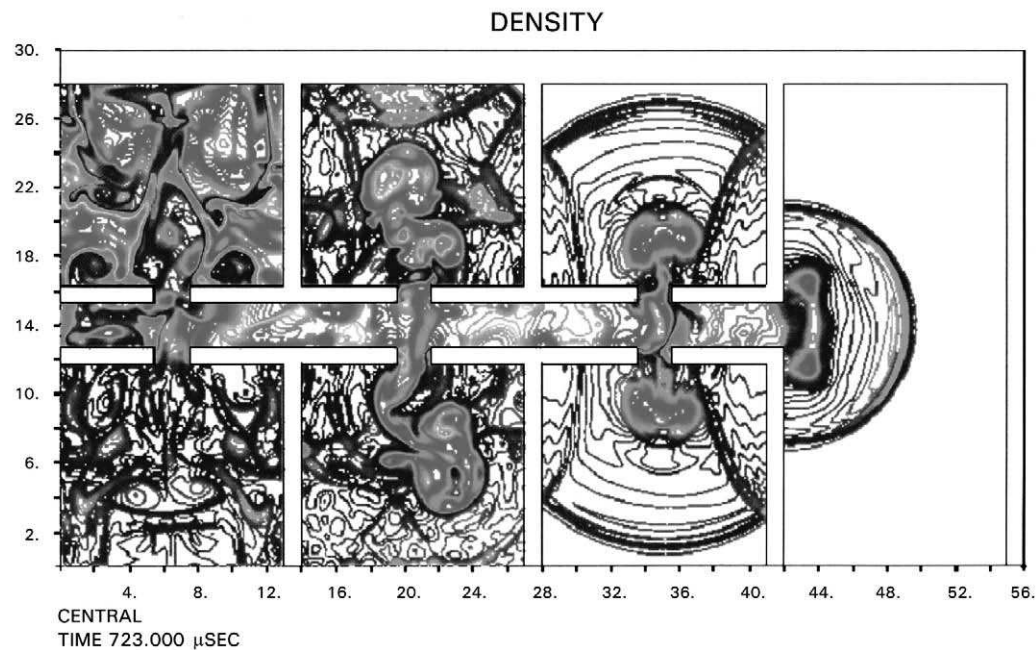 DENSITY
30.
26.
22.
18.
14.
10.
6.
2.
4. 8. 12. 16. 20. 24. 28. 32. 36. 40. 44. 48. 52. 56.
CENTRAL
TIME 723.000 μSEC